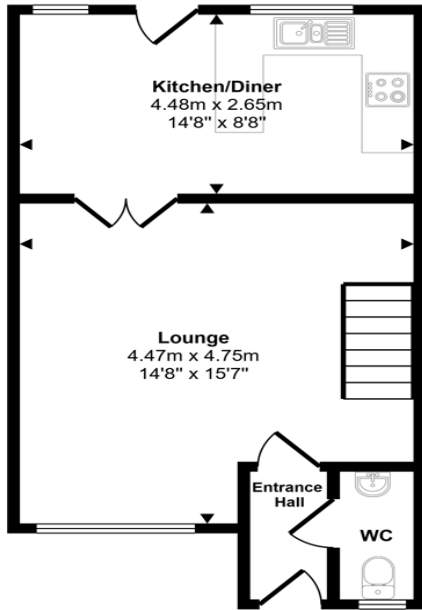 Kitchen/Diner
4.48m x 2.65m
14'8" x 8'8"
Lounge
4.47m x 4.75m
14'8" x 15'7"
Entrance
Hall
WC